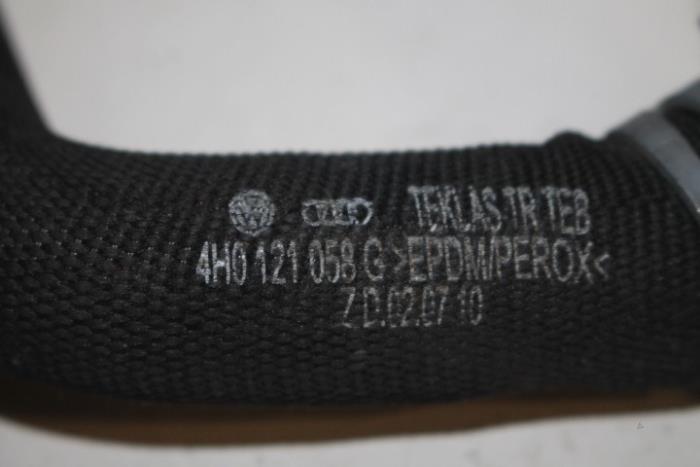 TEKLAS TR TEB
4H0 121 058 G >EPDM/PEROX<
Z D.02.07 10